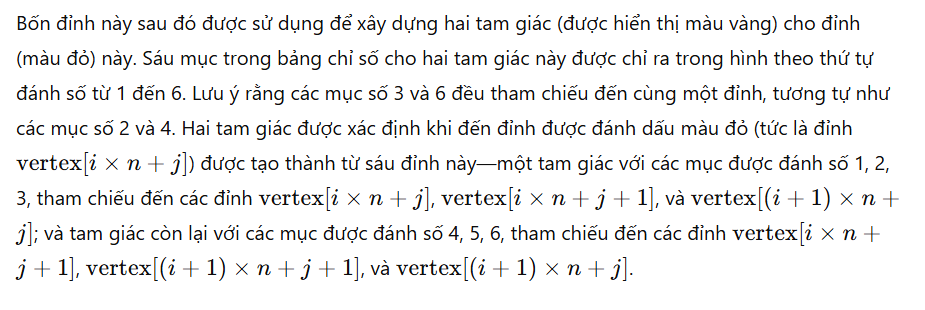 Bốn đỉnh này sau đó được sử dụng để xây dựng hai tam giác (được hiển thị màu vàng) cho đỉnh
(màu đỏ) này. Sáu mục trong bảng chỉ số cho hai tam giác này được chỉ ra trong hình theo thứ tự
đánh số từ 1 đến 6. Lưu ý rằng các mục số 3 và 6 đều tham chiếu đến cùng một đỉnh, tương tự như
các mục số 2 và 4. Hai tam giác được xác định khi đến đỉnh được đánh dấu màu đỏ (tức là đỉnh
vertex[i × n + j]) được tạo thành từ sáu đỉnh này—một tam giác với các mục được đánh số 1, 2,
3, tham chiếu đến các đỉnh vertex[i × n + j], vertex[i × n + j + 1], và vertex[(i + 1) × n +
j]; và tam giác còn lại với các mục được đánh số 4, 5, 6, tham chiếu đến các đỉnh vertex[i × n +
j + 1], vertex[(i + 1) × n + j + 1], và vertex[(i + 1) × n + j].